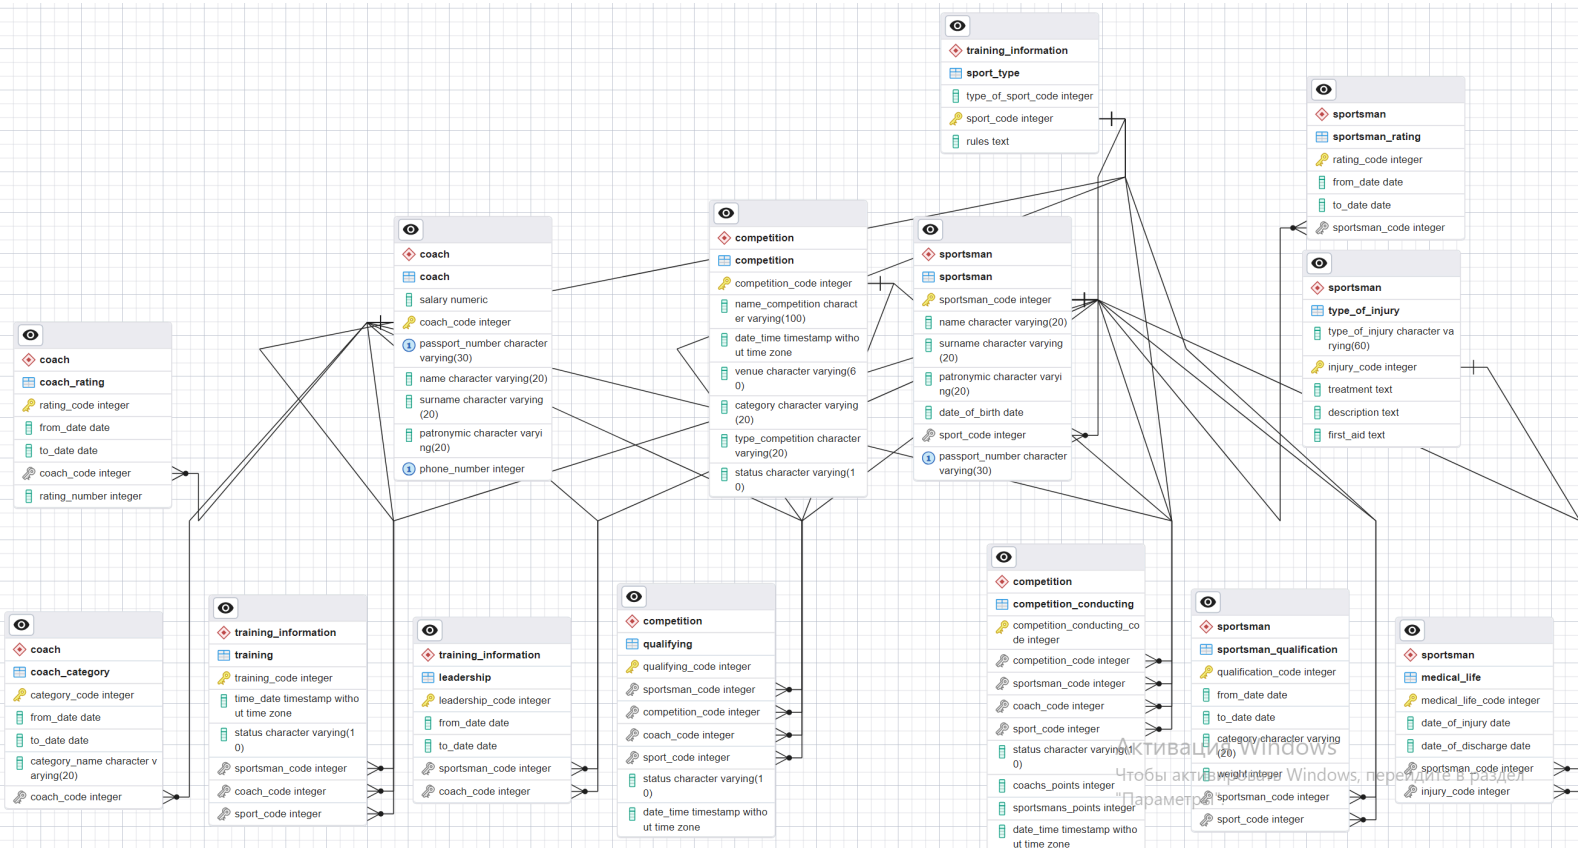 training_information
sport_type
type_of_sport_code integer
sport_code integer
rules text
sportsman
sportsman_rating
rating_code integer
from_date date
to_date date
sportsman_code integer
coach
coach
salary numeric
coach_code integer
passport_number character
varying(30)
name character varying(20)
surname character varying
(20)
patronymic character varyi
ng(20)
phone_number integer
competition
competition
competition_code integer
name_competition charact
er varying(100)
date_time timestamp witho
ut time zone
venue character varying(6
0)
category character varying
(20)
type_competition character
varying(20)
status character varying(1
0)
sportsman
sportsman
sportsman_code integer
name character varying(20)
surname character varying
(20)
patronymic character varyi
ng(20)
date_of_birth date
sport_code integer
passport_number character
varying(30)
sportsman
type_of_injury
type_of_injury character va
rying(60)
injury_code integer
treatment text
description text
first_aid text
coach
coach_rating
rating_code integer
from_date date
to_date date
coach_code integer
rating_number integer
coach
coach_category
category_code integer
from_date date
to_date date
category_name character v
arying(20)
coach_code integer
training_information
training
training_code integer
time_date timestamp witho
ut time zone
status character varying(1
0)
sportsman_code integer
coach_code integer
sport_code integer
training_information
leadership
leadership_code integer
from_date date
to_date date
sportsman_code integer
coach_code integer
competition
qualifying
qualifying_code integer
sportsman_code integer
competition_code integer
coach_code integer
sport_code integer
status character varying(1
0)
date_time timestamp witho
ut time zone
competition
competition_conducting
competition_conducting_co
de integer
competition_code integer
sportsman_code integer
coach_code integer
sport_code integer
status character varying(1
0)
coachs_points integer
sportsmans_points integer
date_time timestamp witho
ut time zone
sportsman
sportsman_qualification
qualification_code integer
from_date date
to_date date
category character varying
(20)
weight integer
sportsman_code integer
sport_code integer
sportsman
medical_life
medical_life_code integer
date_of_injury date
date_of_discharge date
sportsman_code integer
injury_code integer
Активация Windows
Чтобы активировать Windows, перейдите в раздел
"Параметры".